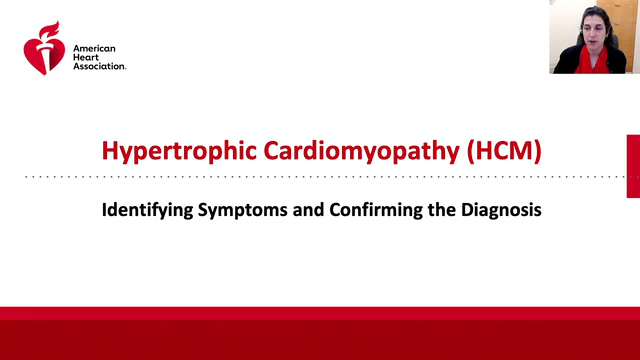 American
Heart
Association.
Hypertrophic Cardiomyopathy (HCM)
Identifying Symptoms and Confirming the Diagnosis